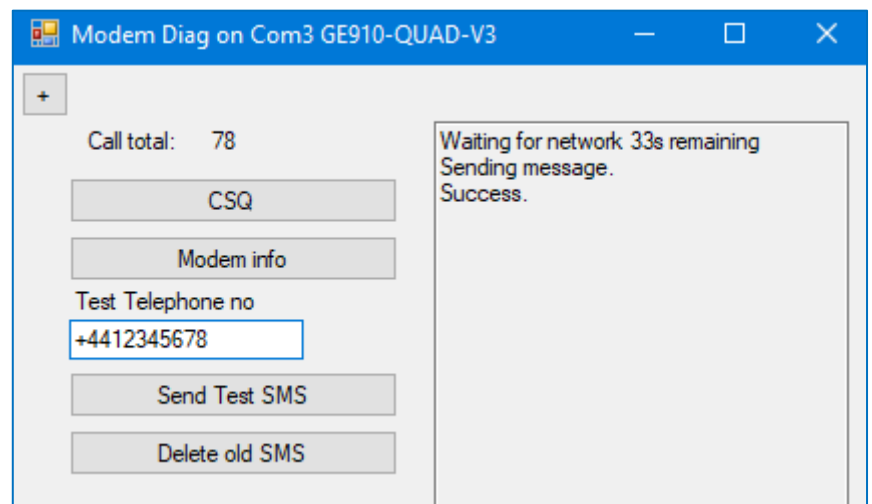 Modem Diag on Com3 GE910-QUAD-V3
+
Call total: 78
CSQ
Modem info
Test Telephone no
+4412345678
Send Test SMS
Delete old SMS
Waiting for network 33s remaining
Sending message.
Success.